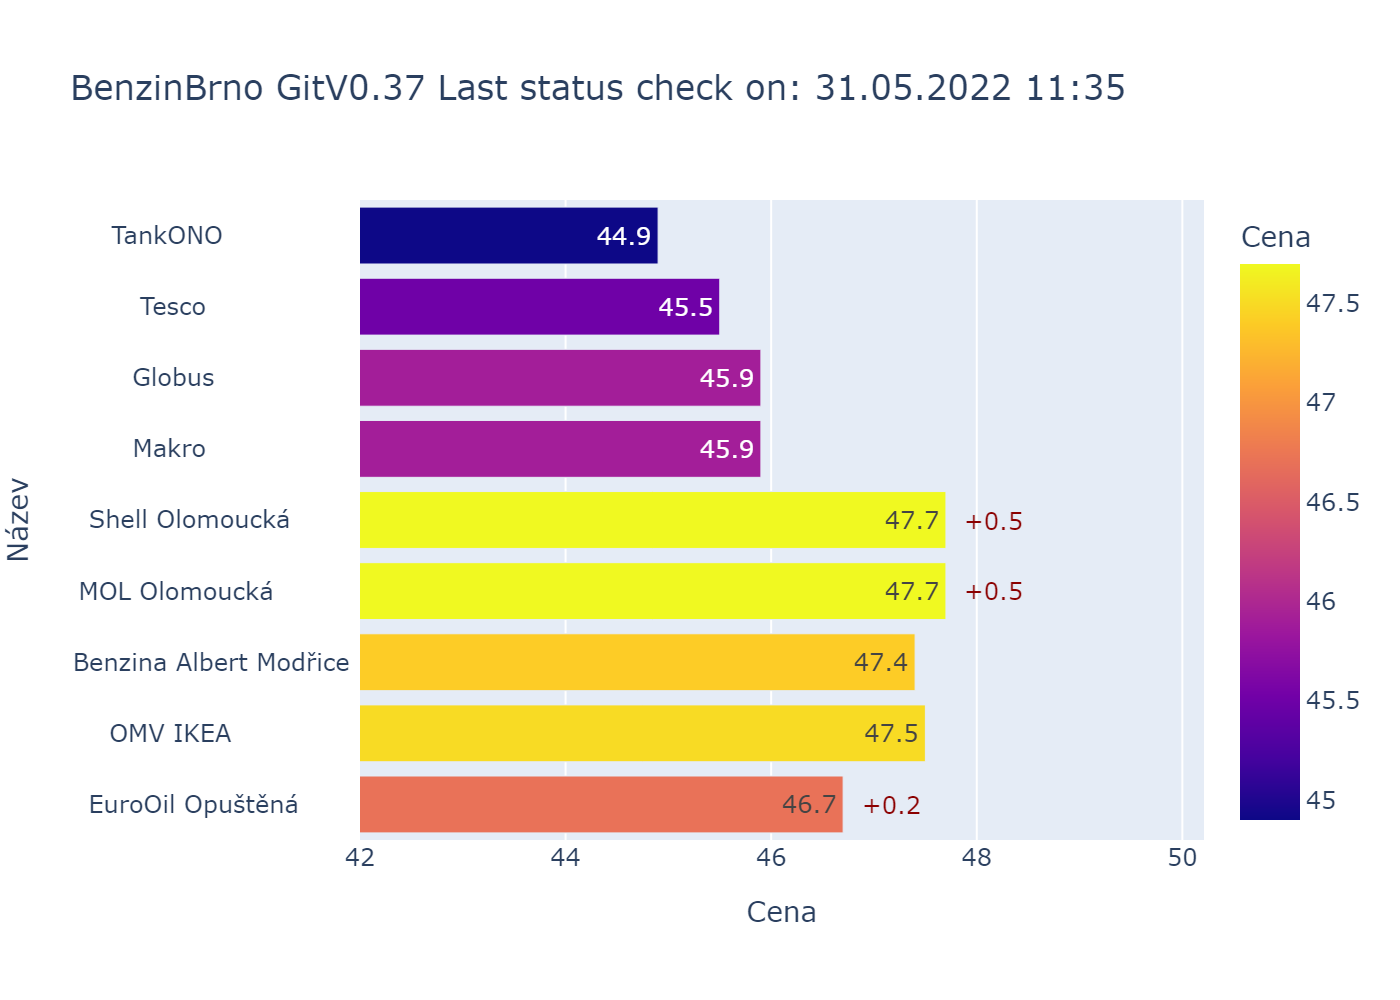 BenzinBrno GitV0.37 Last status check on: 31.05.2022 11:35
Název
TankONO 44.9
Tesco 45.5
Globus 45.9
Makro 45.9
Shell Olomoucká 47.7 +0.5
MOL Olomoucká 47.7 +0.5
Benzina Albert Modřice 47.4
OMV IKEA 47.5
EuroOil Opuštěná 46.7 +0.2
42 44 46 48 50
Cena
Cena
47.5
47
46.5
46
45.5
45